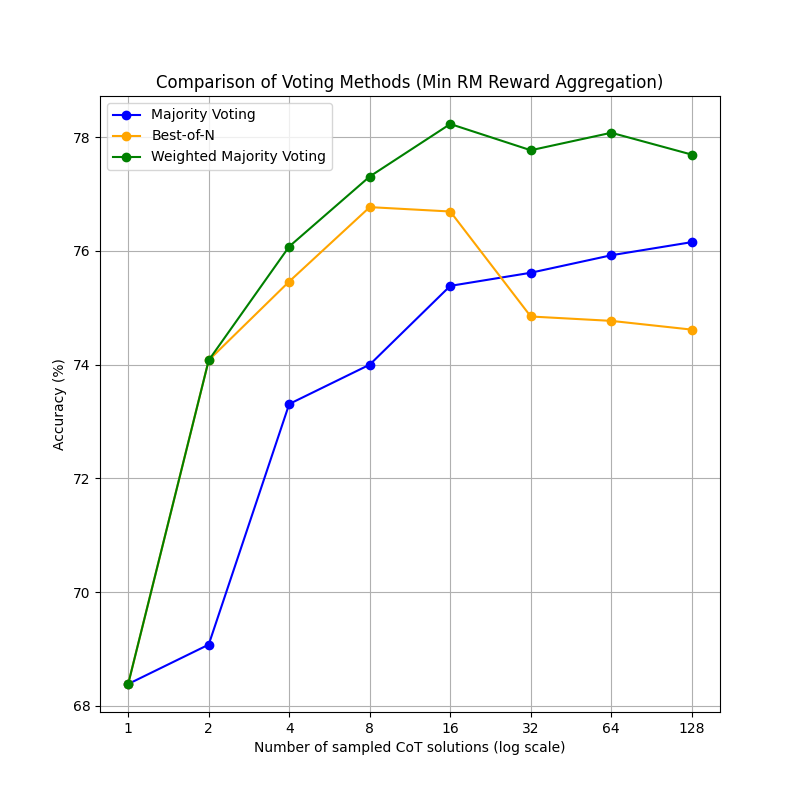 Comparison of Voting Methods (Min RM Reward Aggregation)
Majority Voting
Best-of-N
Weighted Majority Voting
78
76
74
72
70
68
Accuracy (%)
1 2 4 8 16 32 64 128
Number of sampled CoT solutions (log scale)